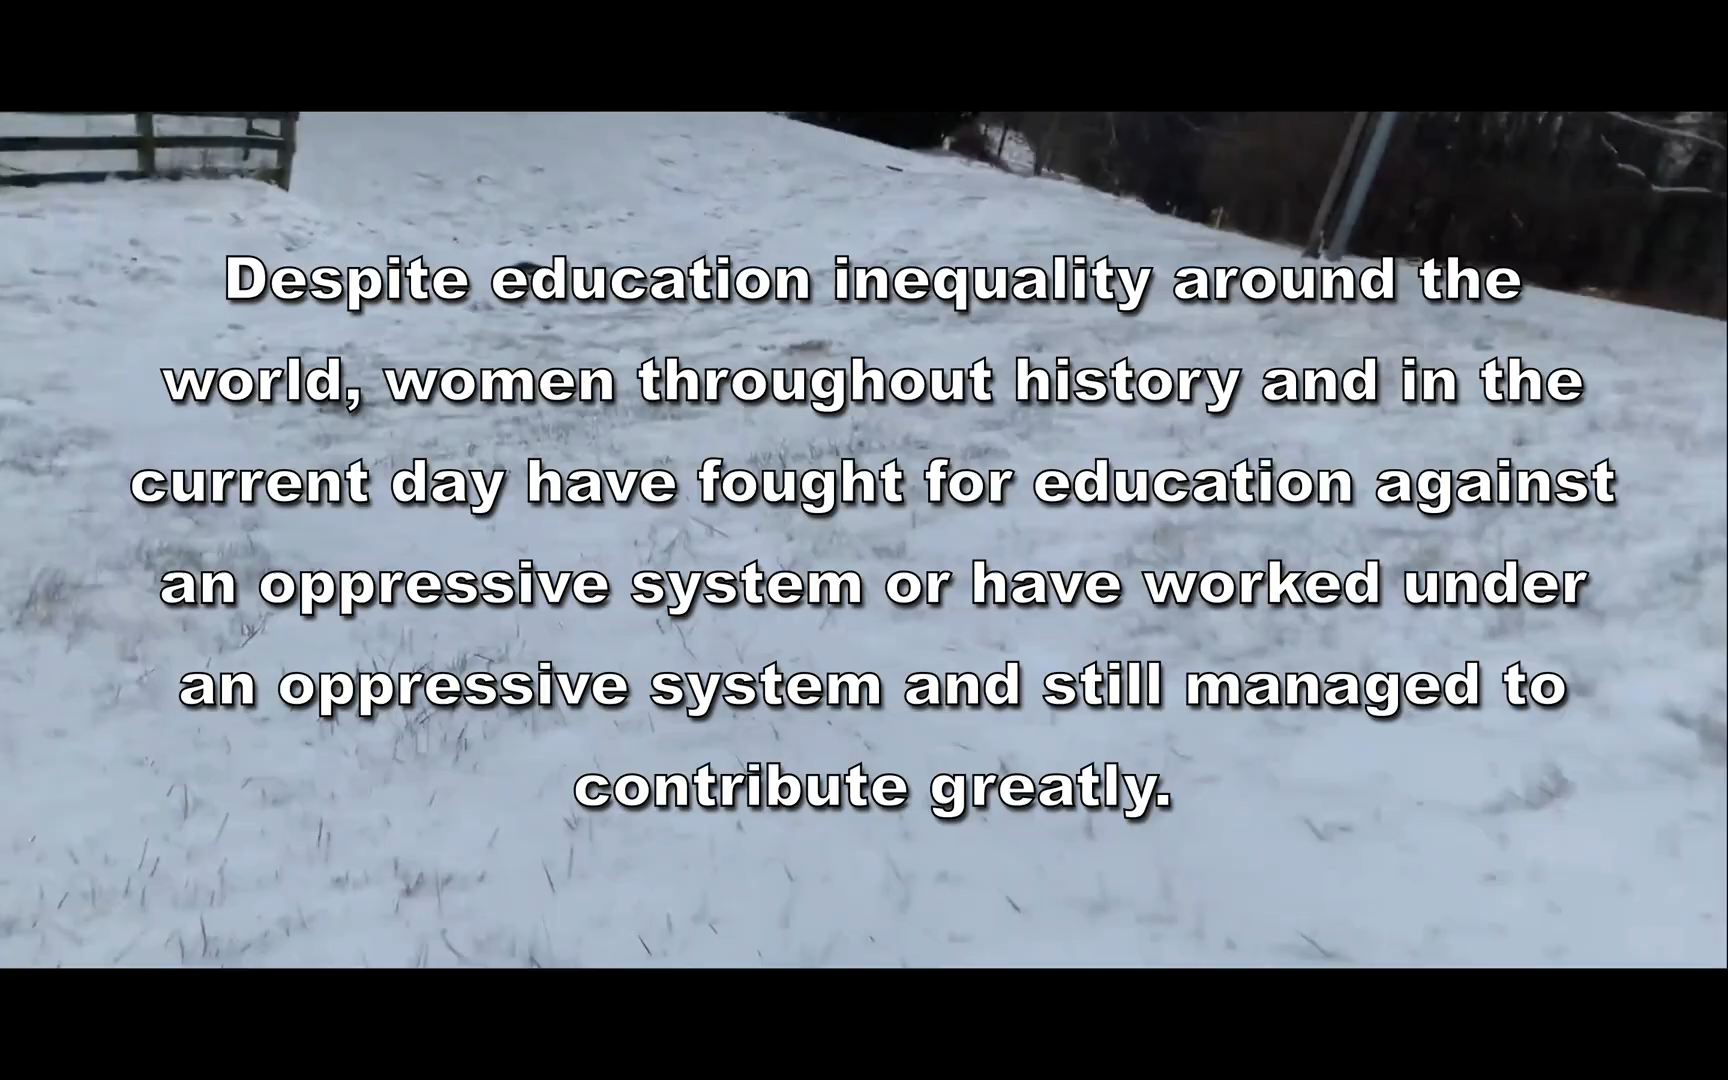 Despite education inequality around the
world, women throughout history and in the
current day have fought for education against
an oppressive system or have worked under
an oppressive system and still managed to
contribute greatly.